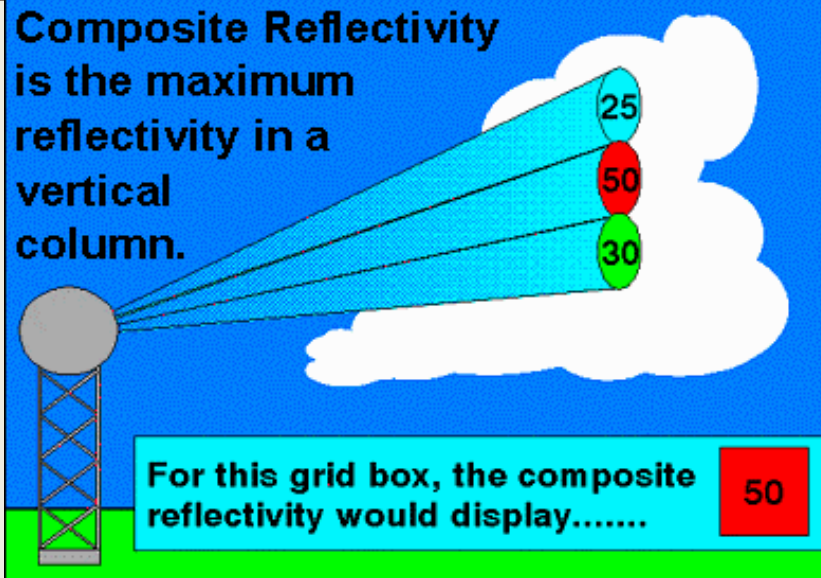 Composite Reflectivity
is the maximum
reflectivity in a
vertical
column.
25
50
30
For this grid box, the composite
reflectivity would display.......
50